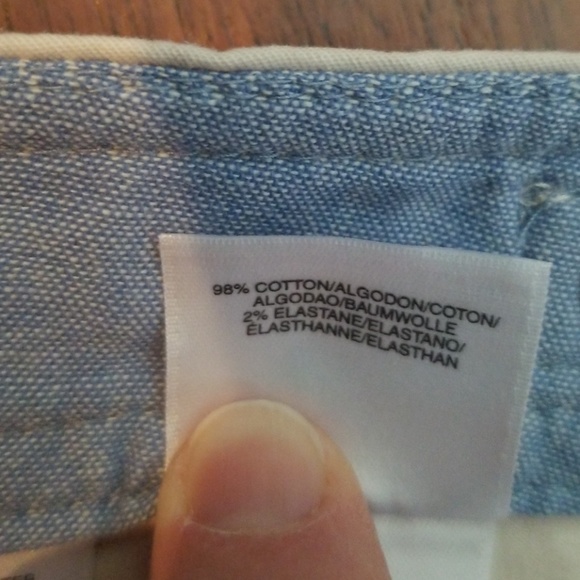 98% COTTON/ALGODON/COTON/
ALGODAO/BAUMWOLLE
2% ELASTANE/ELASTANO/
ÉLASTHANNE/ELASTHAN